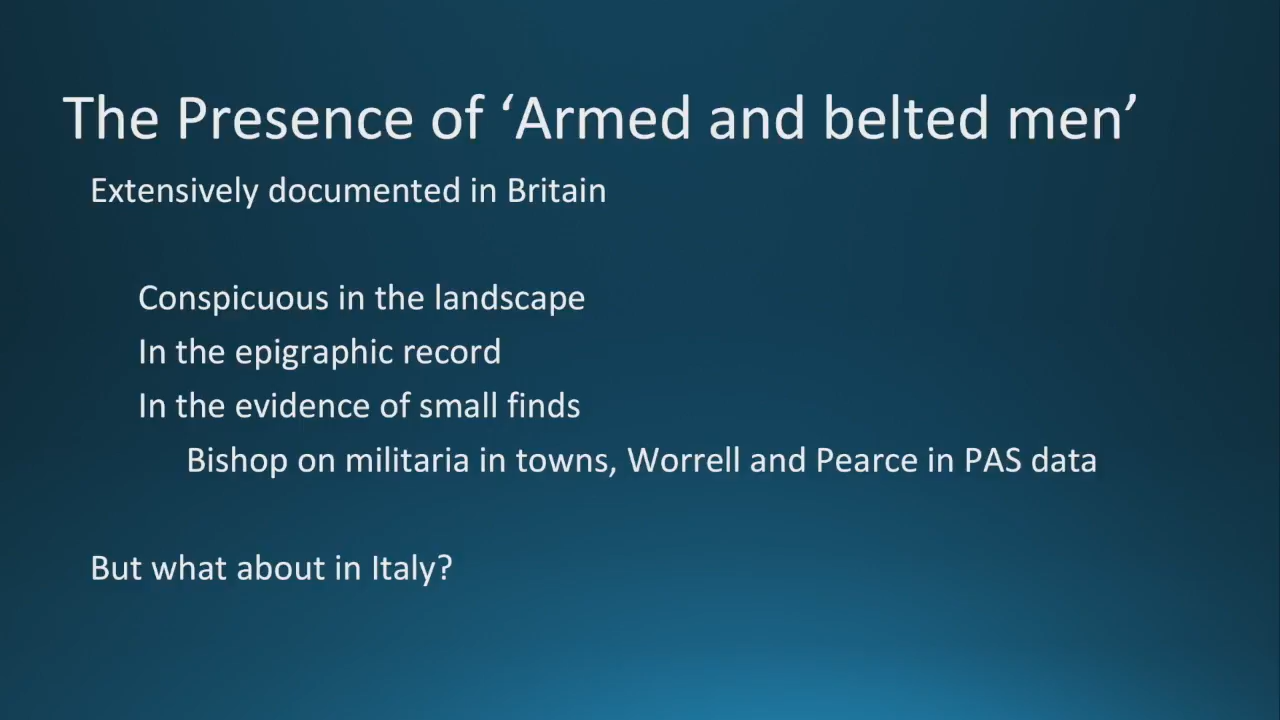 The Presence of ‘Armed and belted men’
Extensively documented in Britain
Conspicuous in the landscape
In the epigraphic record
In the evidence of small finds
Bishop on militaria in towns, Worrell and Pearce in PAS data
But what about in Italy?